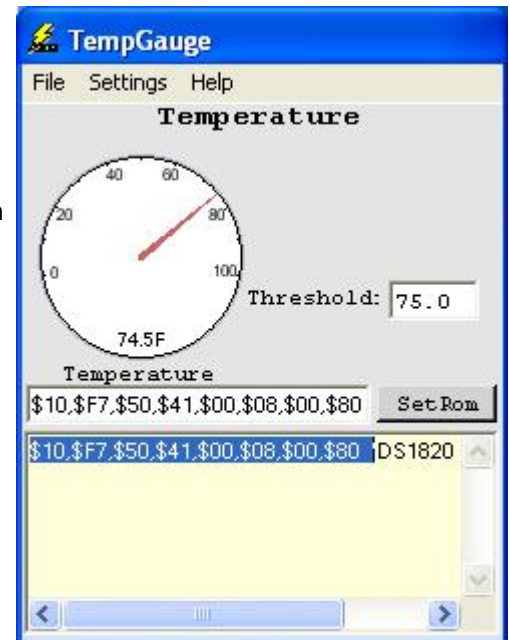 TempGauge
File Settings Help
Temperature
40 60
20 80
0 100
Threshold: 75.0
74.5F
Temperature
$10,$F7,$50,$41,$00,$08,$00,$80 Set Rom
$10,$F7,$50,$41,$00,$08,$00,$80 DS1820